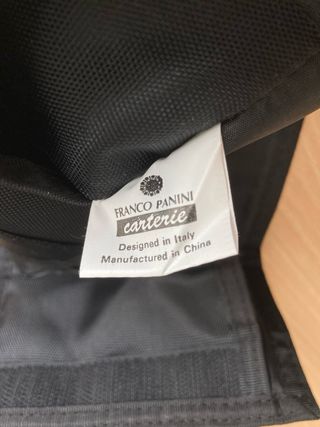 FRANCO PANINI
carterie
Designed in Italy
Manufactured in China